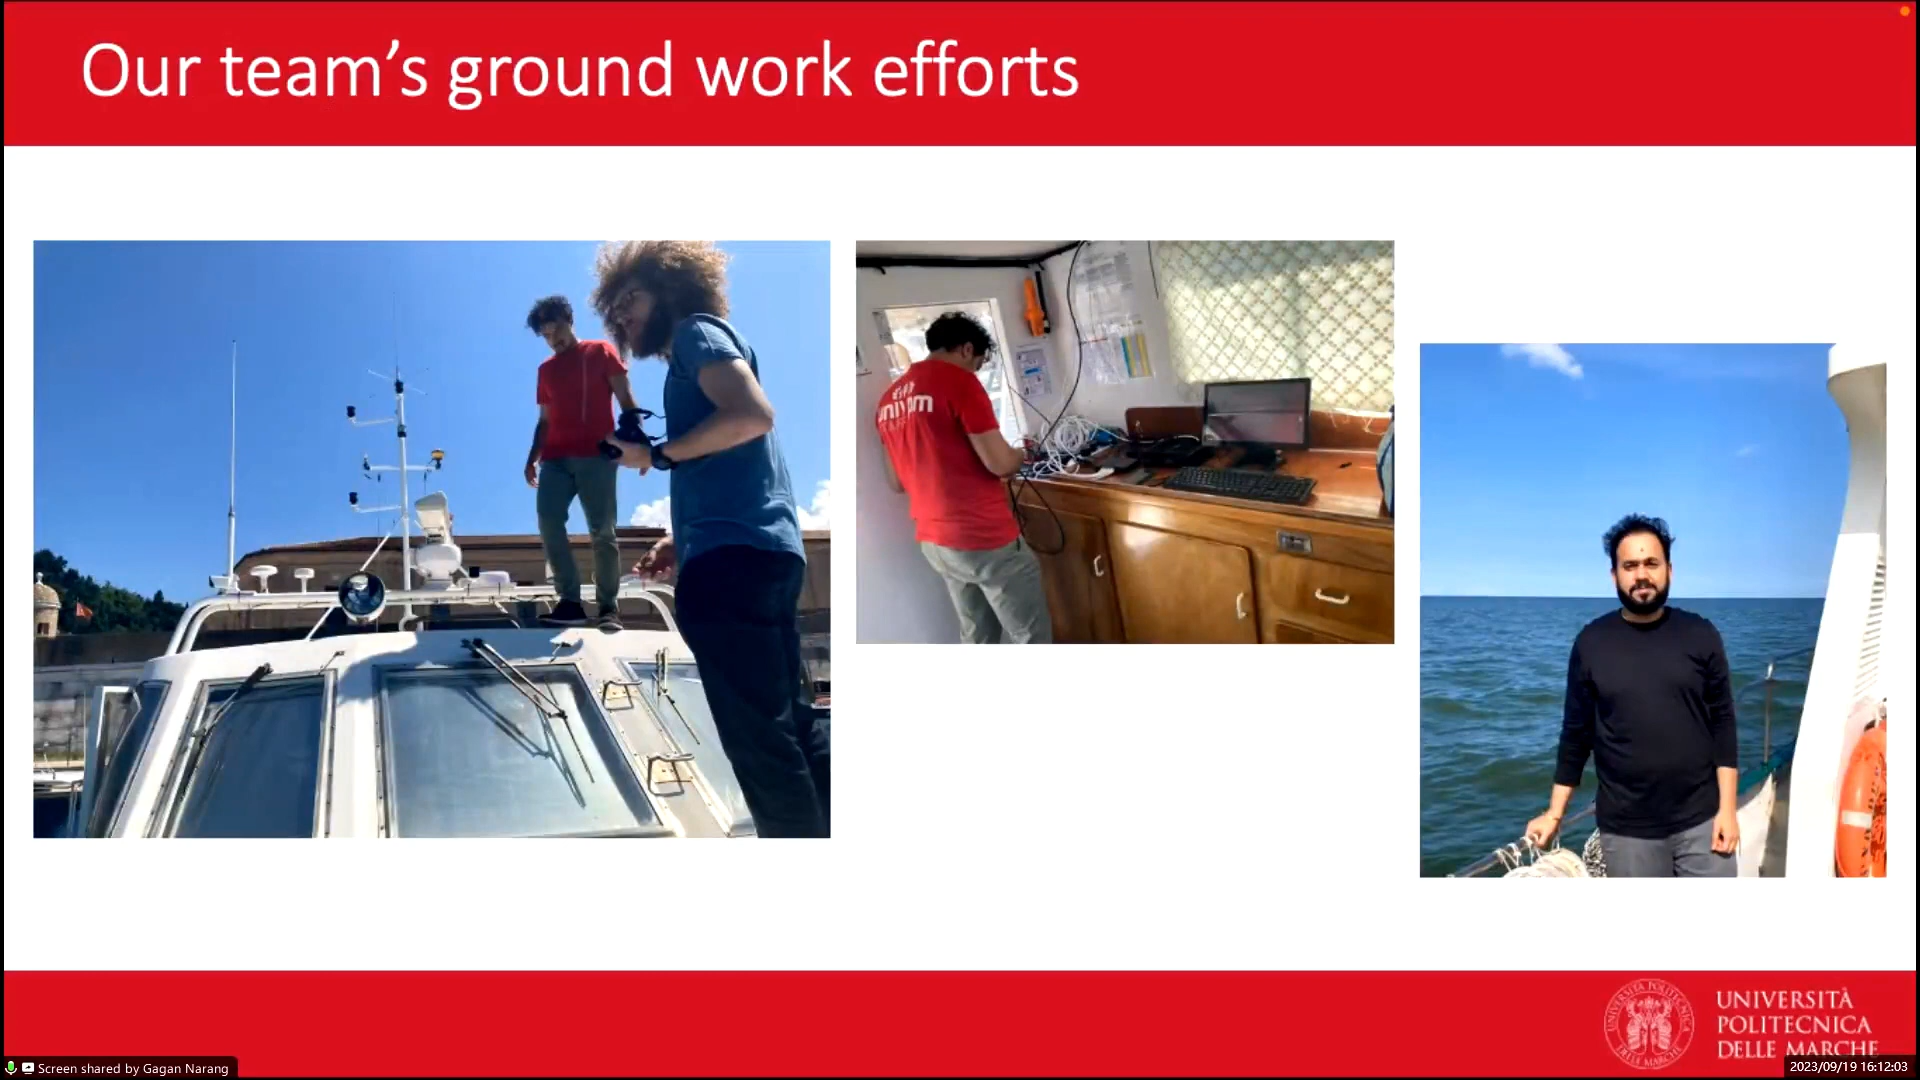 Our team's ground work efforts
UNIVERSITÀ
POLITECNICA
DELLE MARCHE
Screen shared by Gagan Narang
2023/09/19 16:12:03